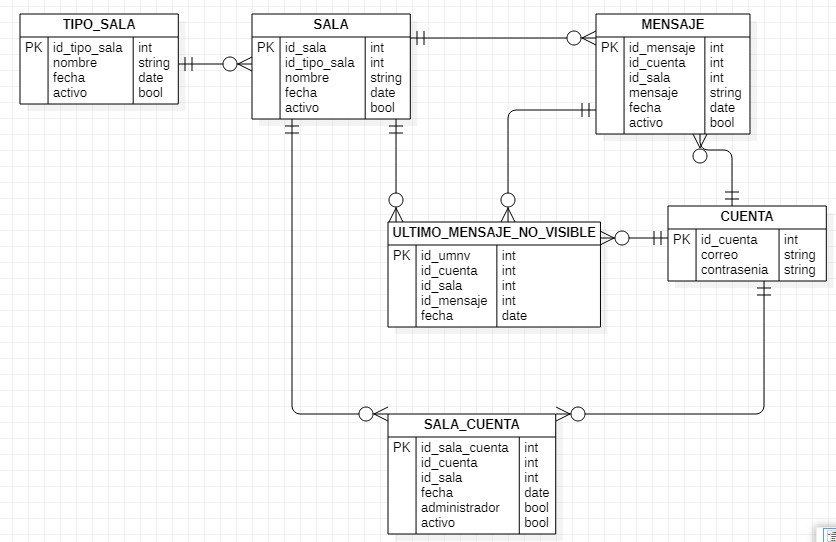 TIPO_SALA
PK id_tipo_sala int
nombre string
fecha date
activo bool
SALA
PK id_sala int
id_tipo_sala int
nombre string
fecha date
activo bool
MENSAJE
PK id_mensaje int
id_cuenta int
id_sala int
mensaje string
fecha date
activo bool
CUENTA
PK id_cuenta int
correo string
contrasenia string
ULTIMO_MENSAJE_NO_VISIBLE
PK id_umnv int
id_cuenta int
id_sala int
id_mensaje int
fecha date
SALA_CUENTA
PK id_sala_cuenta int
id_cuenta int
id_sala int
fecha date
administrador bool
activo bool